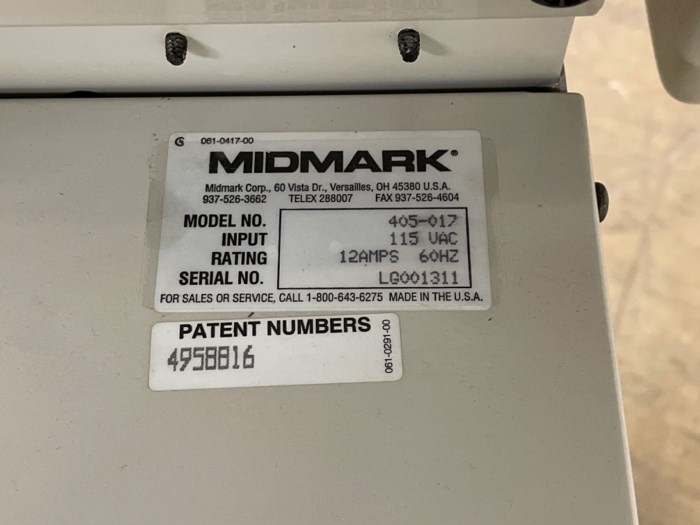 061-0417-00
MIDMARK®
Midmark Corp., 60 Vista Dr., Versailles, OH 45380 U.S.A.
937-526-3662 TELEX 288007 FAX 937-526-4604
MODEL NO. 405-017
INPUT 115 VAC
RATING 12AMPS 60HZ
SERIAL NO. LG001311
FOR SALES OR SERVICE, CALL 1-800-643-6275 MADE IN THE U.S.A.
PATENT NUMBERS
4958816
061-0291-00